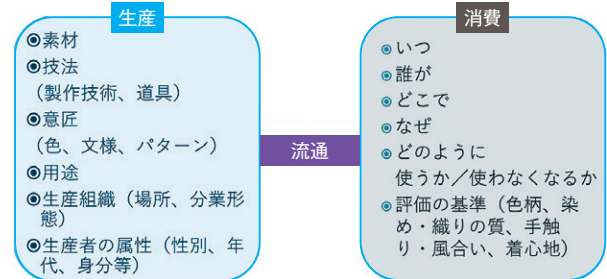 生産
◉素材
◉技法
（製作技術、道具）
◉意匠
（色、文様、パターン）
◉用途
◉生産組織（場所、分業形
態）
◉生産者の属性（性別、年
代、身分等）
流通
消費
◉いつ
◉誰が
◉どこで
◉なぜ
◉どのように
使うか／使わなくなるか
◉評価の基準（色柄、染
め・織りの質、手触
り・風合い、着心地）